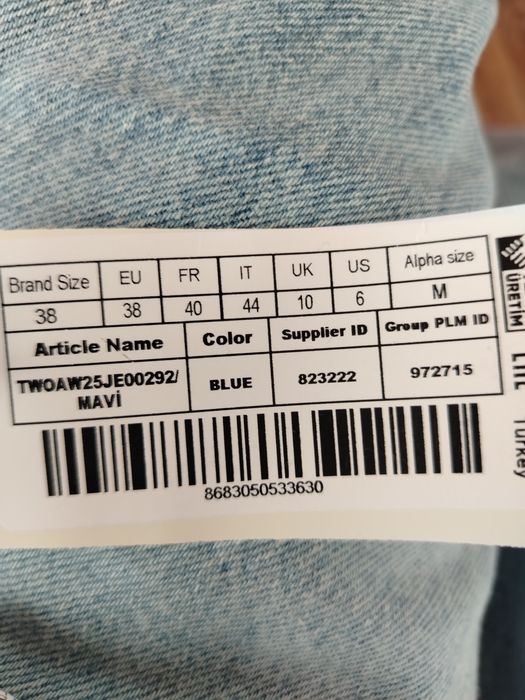 Brand Size EU FR IT UK US Alpha size
38 38 40 44 10 6 M
Article Name Color Supplier ID Group PLM ID
TWOAW25JE00292/
MAVİ BLUE 823222 972715
8683050533630
ÜRETİM
Turkey